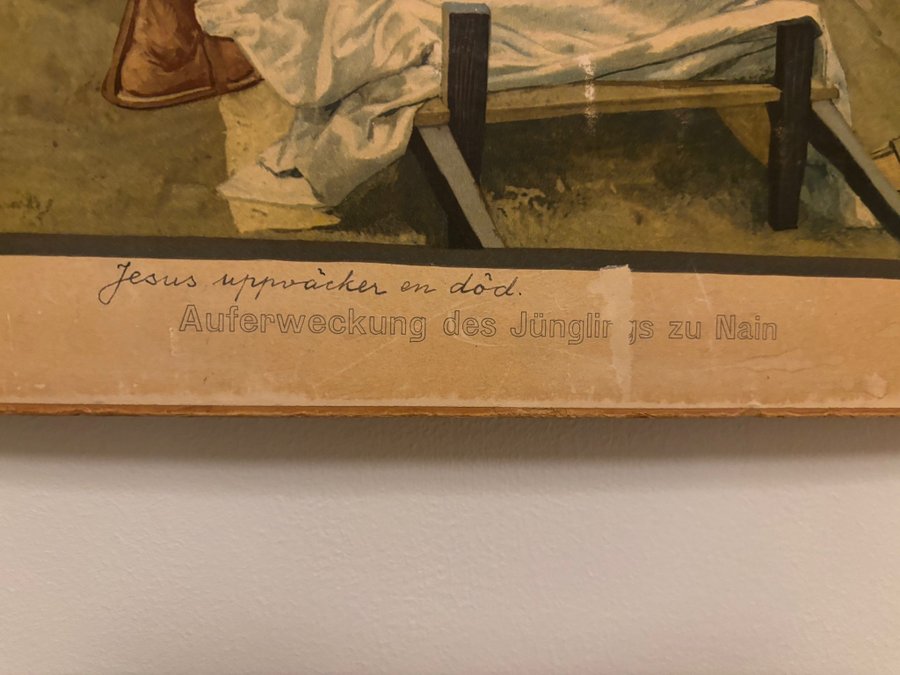 Jesus uppväcker en död.
Auferweckung des Jünglings zu Nain